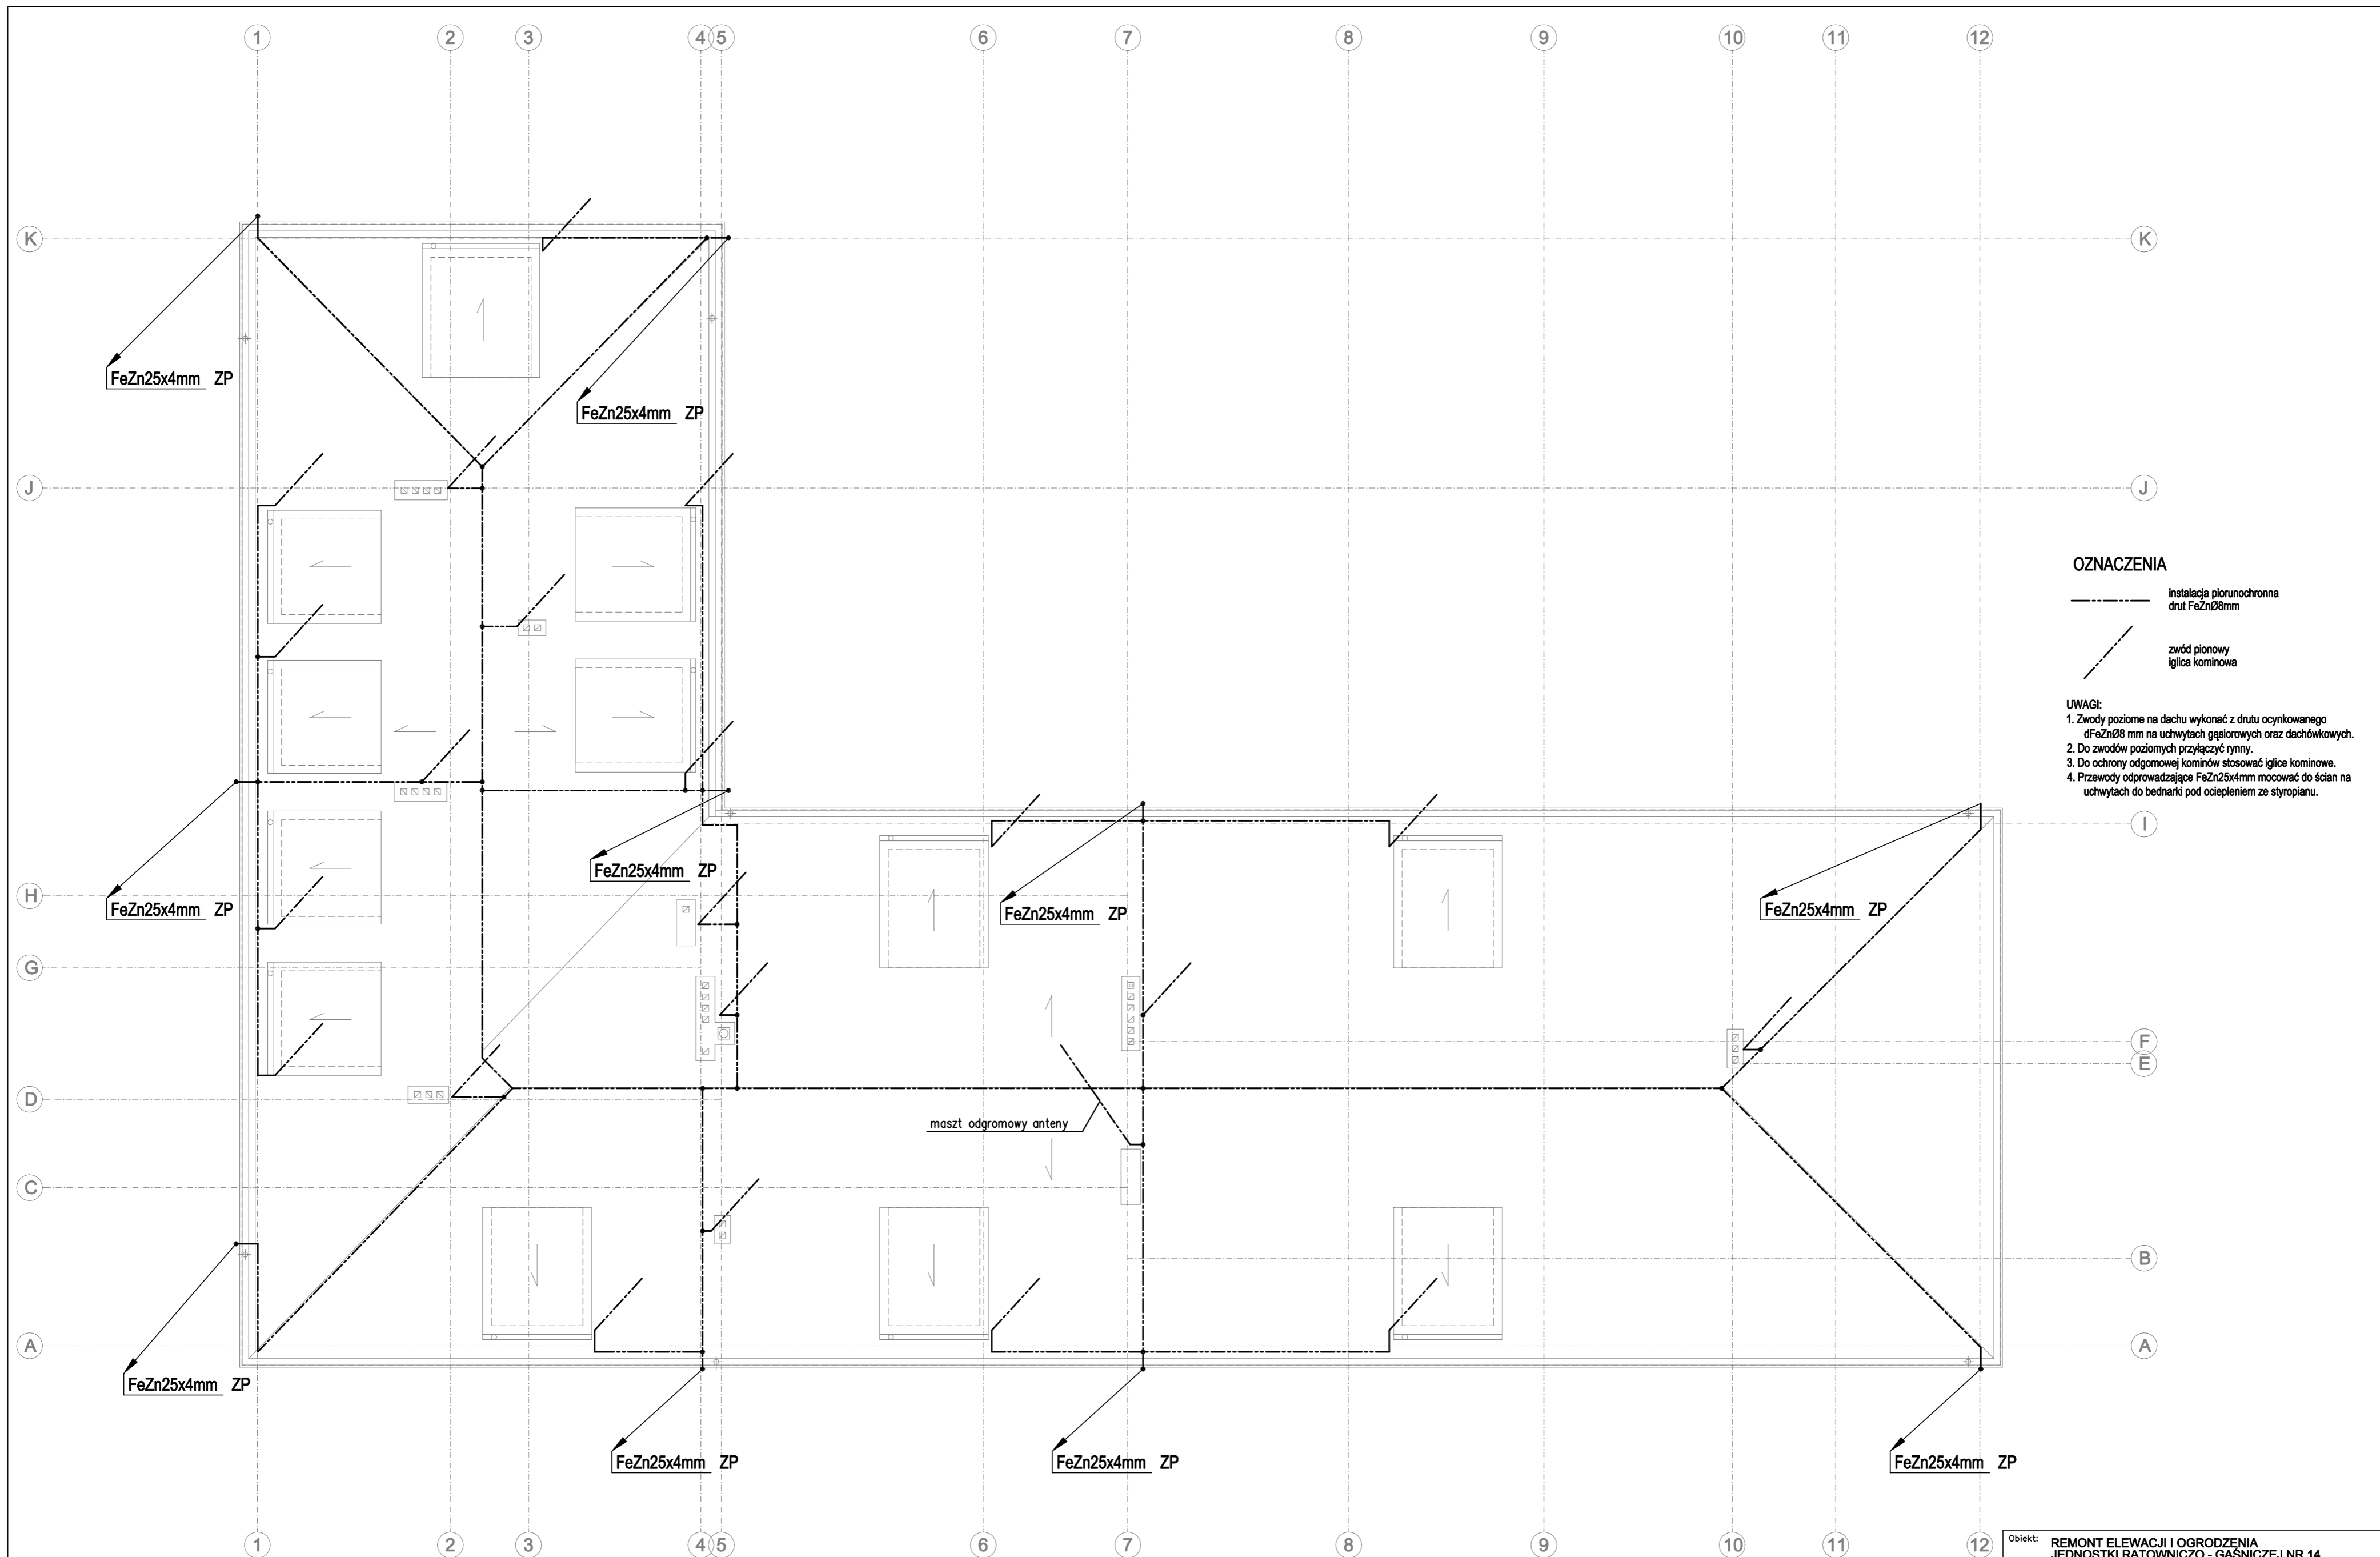 1 2 3 4 5 6 7 8 9 10 11 12
K K
FeZn25x4mm ZP
FeZn25x4mm ZP
J J
OZNACZENIA
instalacja piorunochronna
drut FeZnØ8mm
zwód pionowy
iglica kominowa
UWAGI:
1. Zwody poziome na dachu wykonać z drutu ocynkowanego
dFeZnØ8 mm na uchwytach gąsiorowych oraz dachówkowych.
2. Do zwodów poziomych przyłączyć rynny.
3. Do ochrony odgomowej kominów stosować iglice kominowe.
4. Przewody odprowadzające FeZn25x4mm mocować do ścian na
uchwytach do bednarki pod ociepleniem ze styropianu.
I
FeZn25x4mm ZP
H
FeZn25x4mm ZP
FeZn25x4mm ZP
FeZn25x4mm ZP
G
F
E
D
maszt odgromowy anteny
C
B
A A
FeZn25x4mm ZP
FeZn25x4mm ZP
FeZn25x4mm ZP
FeZn25x4mm ZP
1 2 3 4 5 6 7 8 9 10 11 12
Obiekt: REMONT ELEWACJI I OGRODZENIA
JEDNOSTKI RATOWNICZO - GAŚNICZEJ NR 14